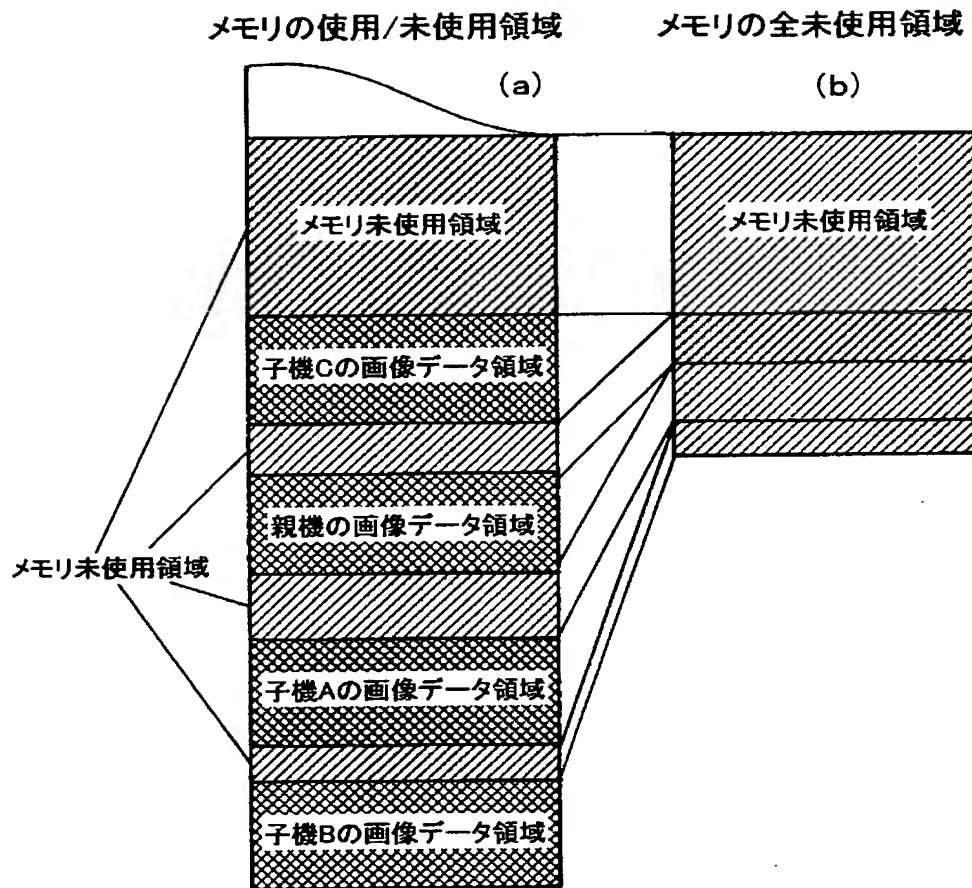 メモリの使用/未使用領域
メモリの全未使用領域
(a)
(b)
メモリ未使用領域
メモリ未使用領域
子機Cの画像データ領域
親機の画像データ領域
メモリ未使用領域
子機Aの画像データ領域
子機Bの画像データ領域